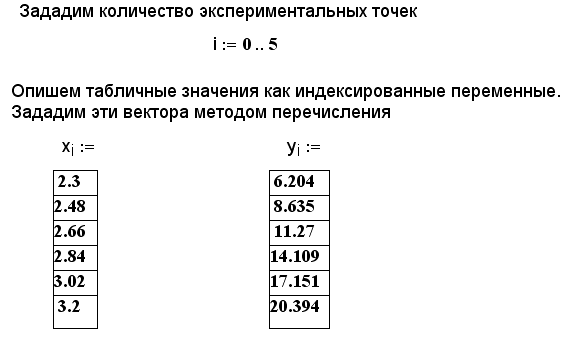 Зададим количество экспериментальных точек
i := 0 .. 5
Опишем табличные значения как индексированные переменные.
Зададим эти вектора методом перечисления
xi := yi :=
2.3 6.204
2.48 8.635
2.66 11.27
2.84 14.109
3.02 17.151
3.2 20.394